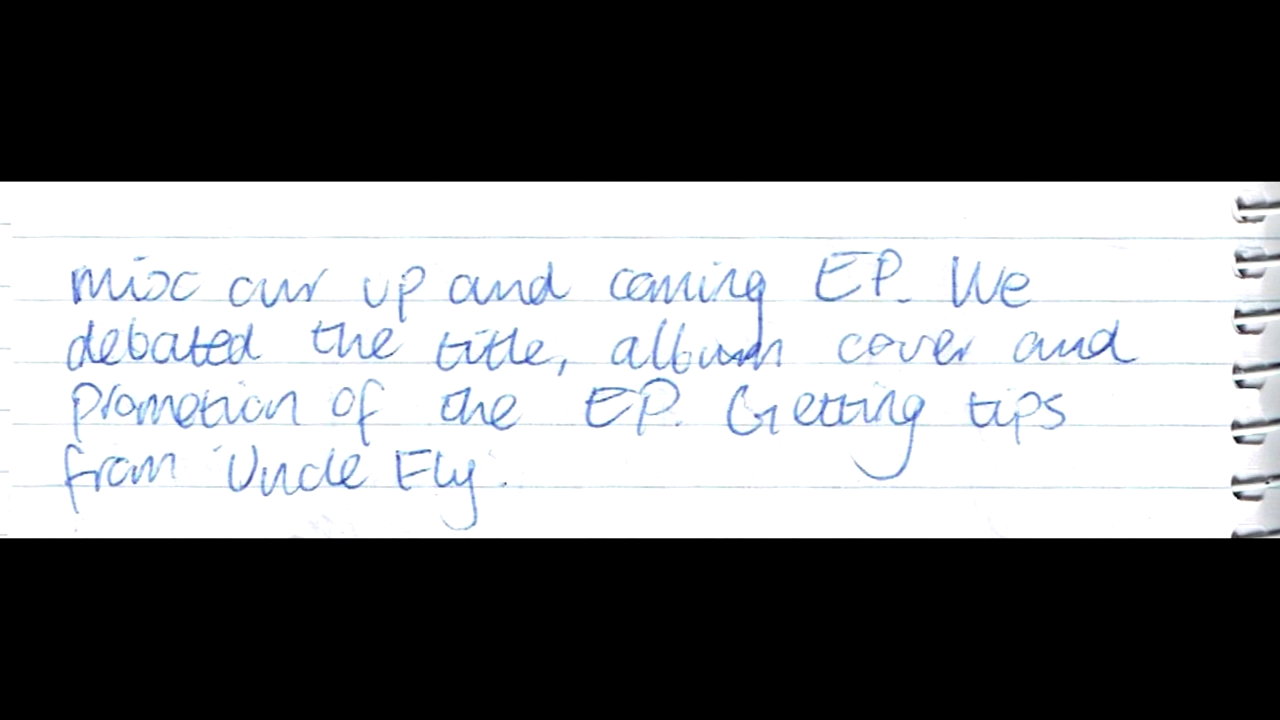 mix our up and coming EP. We
debated the title, album cover and
promotion of the EP. Getting tips
from Uncle Fly.